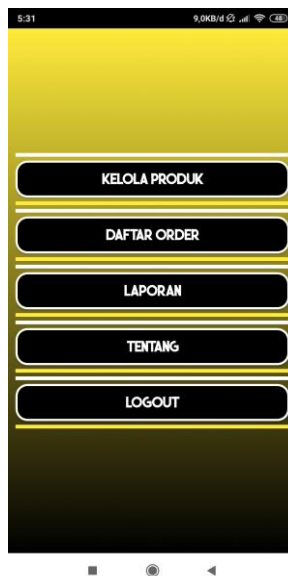 5:31 9,0KB/d 48
KELOLA PRODUK
DAFTAR ORDER
LAPORAN
TENTANG
LOGOUT